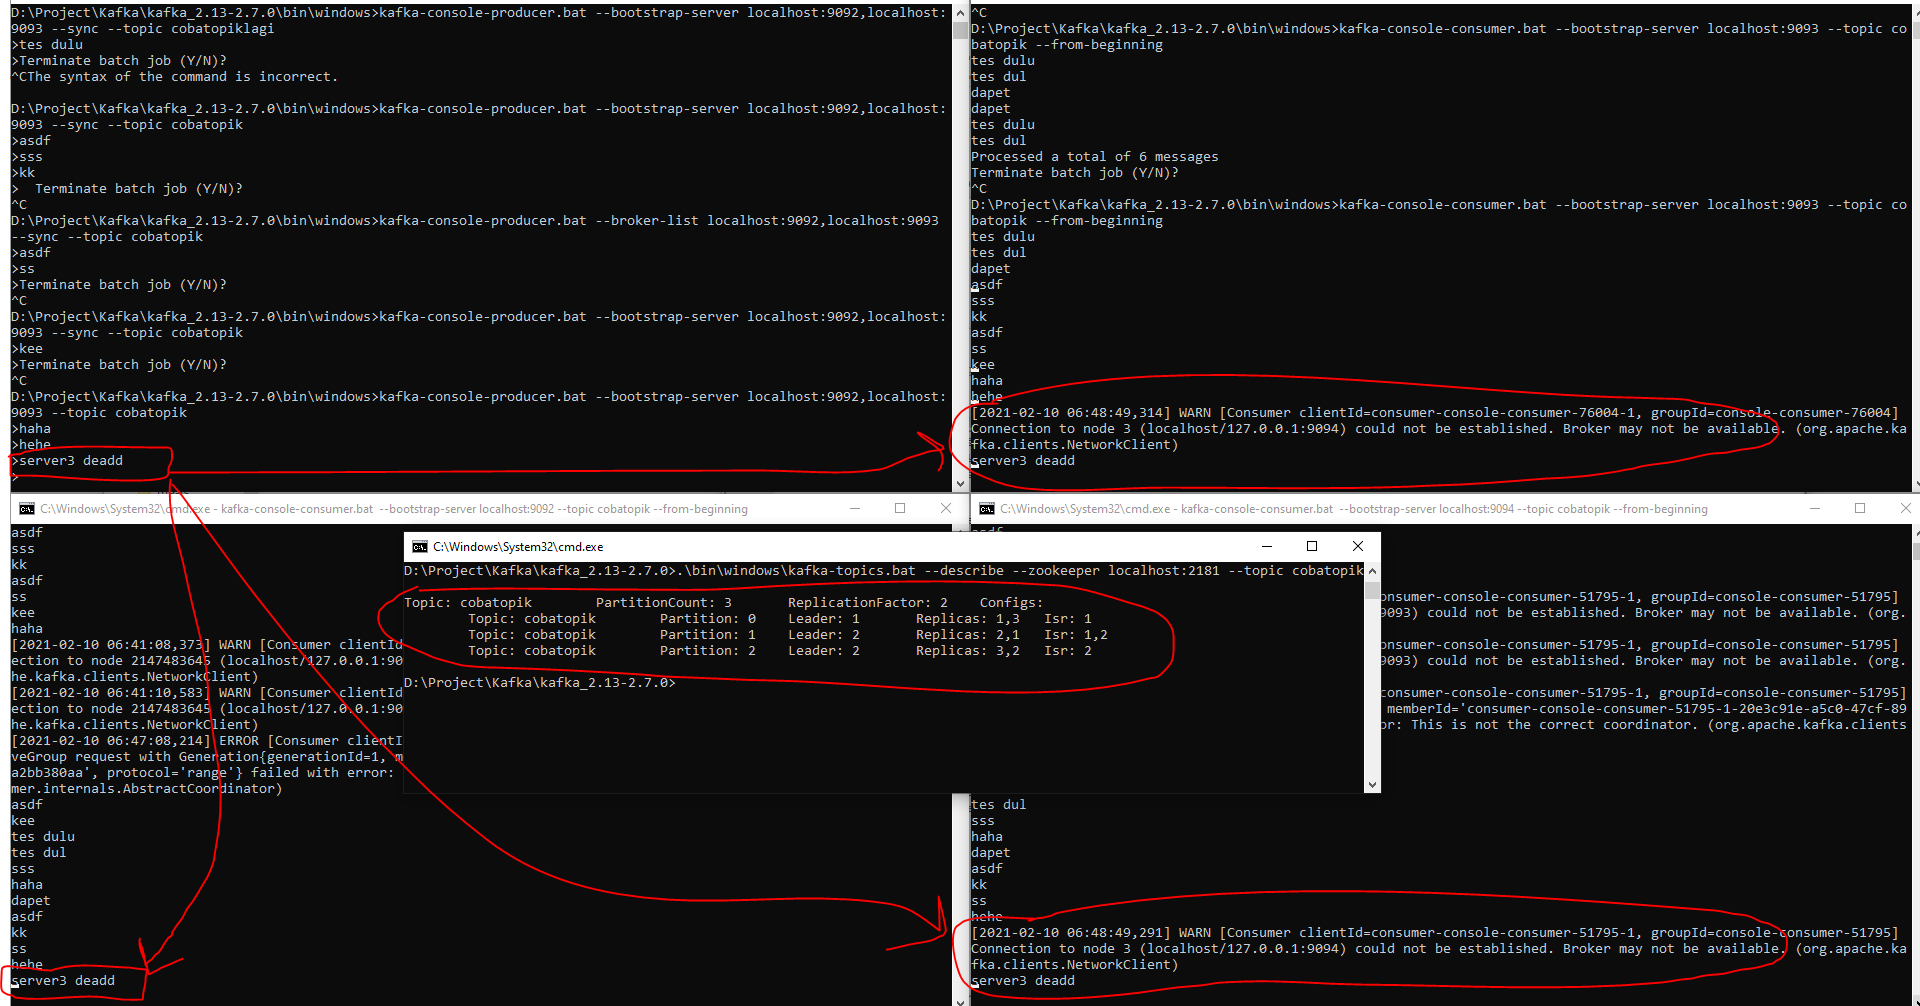 D:\Project\Kafka\kafka_2.13-2.7.0\bin\windows>kafka-console-producer.bat --bootstrap-server localhost:9092,localhost:
9093 --sync --topic cobatopiklagi
>tes dulu
>Terminate batch job (Y/N)?
^CThe syntax of the command is incorrect.
D:\Project\Kafka\kafka_2.13-2.7.0\bin\windows>kafka-console-producer.bat --bootstrap-server localhost:9092,localhost:
9093 --sync --topic cobatopik
>asdf
>sss
>kk
>  Terminate batch job (Y/N)?
^C
D:\Project\Kafka\kafka_2.13-2.7.0\bin\windows>kafka-console-producer.bat --broker-list localhost:9092,localhost:9093
--sync --topic cobatopik
>asdf
>ss
>Terminate batch job (Y/N)?
^C
D:\Project\Kafka\kafka_2.13-2.7.0\bin\windows>kafka-console-producer.bat --bootstrap-server localhost:9092,localhost:
9093 --sync --topic cobatopik
>kee
>Terminate batch job (Y/N)?
^C
D:\Project\Kafka\kafka_2.13-2.7.0\bin\windows>kafka-console-producer.bat --bootstrap-server localhost:9092,localhost:
9093 --topic cobatopik
>haha
>hehe
>server3 deadd
>
^C
D:\Project\Kafka\kafka_2.13-2.7.0\bin\windows>kafka-console-consumer.bat --bootstrap-server localhost:9093 --topic co
batopik --from-beginning
tes dulu
tes dul
dapet
dapet
tes dulu
tes dul
Processed a total of 6 messages
Terminate batch job (Y/N)?
^C
D:\Project\Kafka\kafka_2.13-2.7.0\bin\windows>kafka-console-consumer.bat --bootstrap-server localhost:9093 --topic co
batopik --from-beginning
tes dulu
tes dul
dapet
asdf
sss
kk
asdf
ss
kee
haha
hehe
[2021-02-10 06:48:49,314] WARN [Consumer clientId=consumer-console-consumer-76004-1, groupId=console-consumer-76004]
Connection to node 3 (localhost/127.0.0.1:9094) could not be established. Broker may not be available. (org.apache.ka
fka.clients.NetworkClient)
server3 deadd
C:\Windows\System32\cmd.exe - kafka-console-consumer.bat  --bootstrap-server localhost:9092 --topic cobatopik --from-beginning
asdf
sss
kk
asdf
ss
kee
haha
[2021-02-10 06:41:08,373] WARN [Consumer clientId
ection to node 2147483645 (localhost/127.0.0.1:90
he.kafka.clients.NetworkClient)
[2021-02-10 06:41:10,583] WARN [Consumer clientId
ection to node 2147483645 (localhost/127.0.0.1:90
he.kafka.clients.NetworkClient)
[2021-02-10 06:47:08,214] ERROR [Consumer clientI
veGroup request with Generation{generationId=1, m
a2bb380aa', protocol='range'} failed with error:
mer.internals.AbstractCoordinator)
asdf
kee
tes dulu
tes dul
sss
haha
dapet
asdf
kk
ss
hehe
server3 deadd
C:\Windows\System32\cmd.exe
D:\Project\Kafka\kafka_2.13-2.7.0>.\bin\windows\kafka-topics.bat --describe --zookeeper localhost:2181 --topic cobatopik
Topic: cobatopik        PartitionCount: 3       ReplicationFactor: 2    Configs:
Topic: cobatopik        Partition: 0    Leader: 1       Replicas: 1,3   Isr: 1
Topic: cobatopik        Partition: 1    Leader: 2       Replicas: 2,1   Isr: 1,2
Topic: cobatopik        Partition: 2    Leader: 2       Replicas: 3,2   Isr: 2
D:\Project\Kafka\kafka_2.13-2.7.0>
C:\Windows\System32\cmd.exe - kafka-console-consumer.bat  --bootstrap-server localhost:9094 --topic cobatopik --from-beginning
nsumer-console-consumer-51795-1, groupId=console-consumer-51795]
9093) could not be established. Broker may not be available. (org.
nsumer-console-consumer-51795-1, groupId=console-consumer-51795]
9093) could not be established. Broker may not be available. (org.
onsumer-console-consumer-51795-1, groupId=console-consumer-51795]
memberId='consumer-console-consumer-51795-1-20e3c91e-a5c0-47cf-89
or: This is not the correct coordinator. (org.apache.kafka.clients
tes dul
sss
haha
dapet
asdf
kk
ss
hehe
[2021-02-10 06:48:49,291] WARN [Consumer clientId=consumer-console-consumer-51795-1, groupId=console-consumer-51795]
Connection to node 3 (localhost/127.0.0.1:9094) could not be established. Broker may not be available. (org.apache.ka
fka.clients.NetworkClient)
server3 deadd